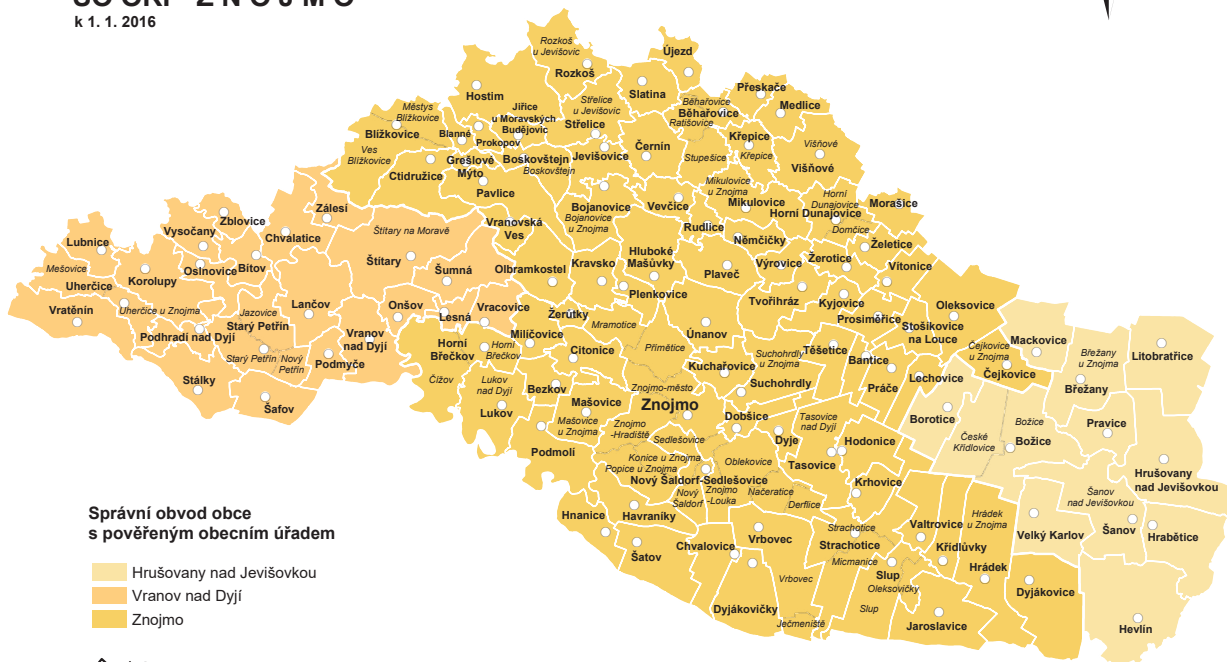 k 1. 1. 2016
Rozkoš
u Jevišovic
Rozkoš
Újezd
Hostim
Slatina
Přeskače
Medlice
Městys
Blížkovice
Blížkovice
Ves
Blížkovice
Jiřice
u Moravských
Budějovic
Blanné
Prokopov
Střelice
u Jevišovic
Střelice
Běhařovice
Běhařovice
Ratišovice
Křepice
Křepice
Višňové
Višňové
Černín
Stupešice
Jevišovice
Grešlové
Mýto
Boskovštejn
Boskovštejn
Ctidružice
Pavlice
Mikulovice
u Znojma
Mikulovice
Horní
Dunajovice
Horní Dunajovice
Domčice
Morašice
Bojanovice
Bojanovice
u Znojma
Vevčice
Rudlice
Němčičky
Želetice
Žerotice
Vítonice
Výrovice
Vranovská
Ves
Zálesí
Zblovice
Vysočany
Chvalatice
Štítary na Moravě
Štítary
Šumná
Lubnice
Mešovice
Uherčice
Korolupy
Oslnovice
Bítov
Uherčice u Znojma
Vratěnín
Jazovice
Starý Petřín
Lančov
Onšov
Lesná
Vracovice
Podhradí nad Dyjí
Starý Petřín
Nový
Petřín
Vranov
nad Dyjí
Podmyče
Stálky
Šafov
Olbramkostel
Kravsko
Hluboké
Mašůvky
Plenkovice
Plaveč
Tvořihráz
Kyjovice
Prosiměřice
Oleksovice
Stošíkovice
na Louce
Žerůtky
Mramotice
Milíčovice
Citonice
Přímětice
Únanov
Kuchařovice
Suchohrdly
u Znojma
Suchohrdly
Těšetice
Bantice
Práče
Lechovice
Čejkovice
u Znojma
Čejkovice
Mackovice
Břežany
u Znojma
Břežany
Litobratřice
Horní
Břečkov
Horní
Břečkov
Čížov
Lukov
nad Dyjí
Lukov
Bezkov
Mašovice
Mašovice
u Znojma
Podmolí
Znojmo-město
Znojmo
Znojmo
-Hradiště
Sedlešovice
Dobšice
Dyje
Tasovice
nad Dyjí
Tasovice
Hodonice
Krhovice
Borotice
České
Křídlovice
Božice
Božice
Pravice
Hrušovany
nad Jevišovkou
Konice u Znojma
Popice u Znojma
Oblekovice
Nový Šaldorf-Sedlešovice
Nový
Šaldorf
Znojmo
-Louka
Načeratice
Derflice
Hnanice
Havraníky
Šatov
Chvalovice
Vrbovec
Vrbovec
Dyjákovičky
Ječmeniště
Strachotice
Strachotice
Micmanice
Slup
Oleksovičky
Slup
Valtrovice
Křídlůvky
Hrádek
u Znojma
Hrádek
Jaroslavice
Dyjákovice
Velký Karlov
Šanov
nad Jevišovkou
Šanov
Hrabětice
Hevlín
Správní obvod obce
s pověřeným obecním úřadem
Hrušovany nad Jevišovkou
Vranov nad Dyjí
Znojmo